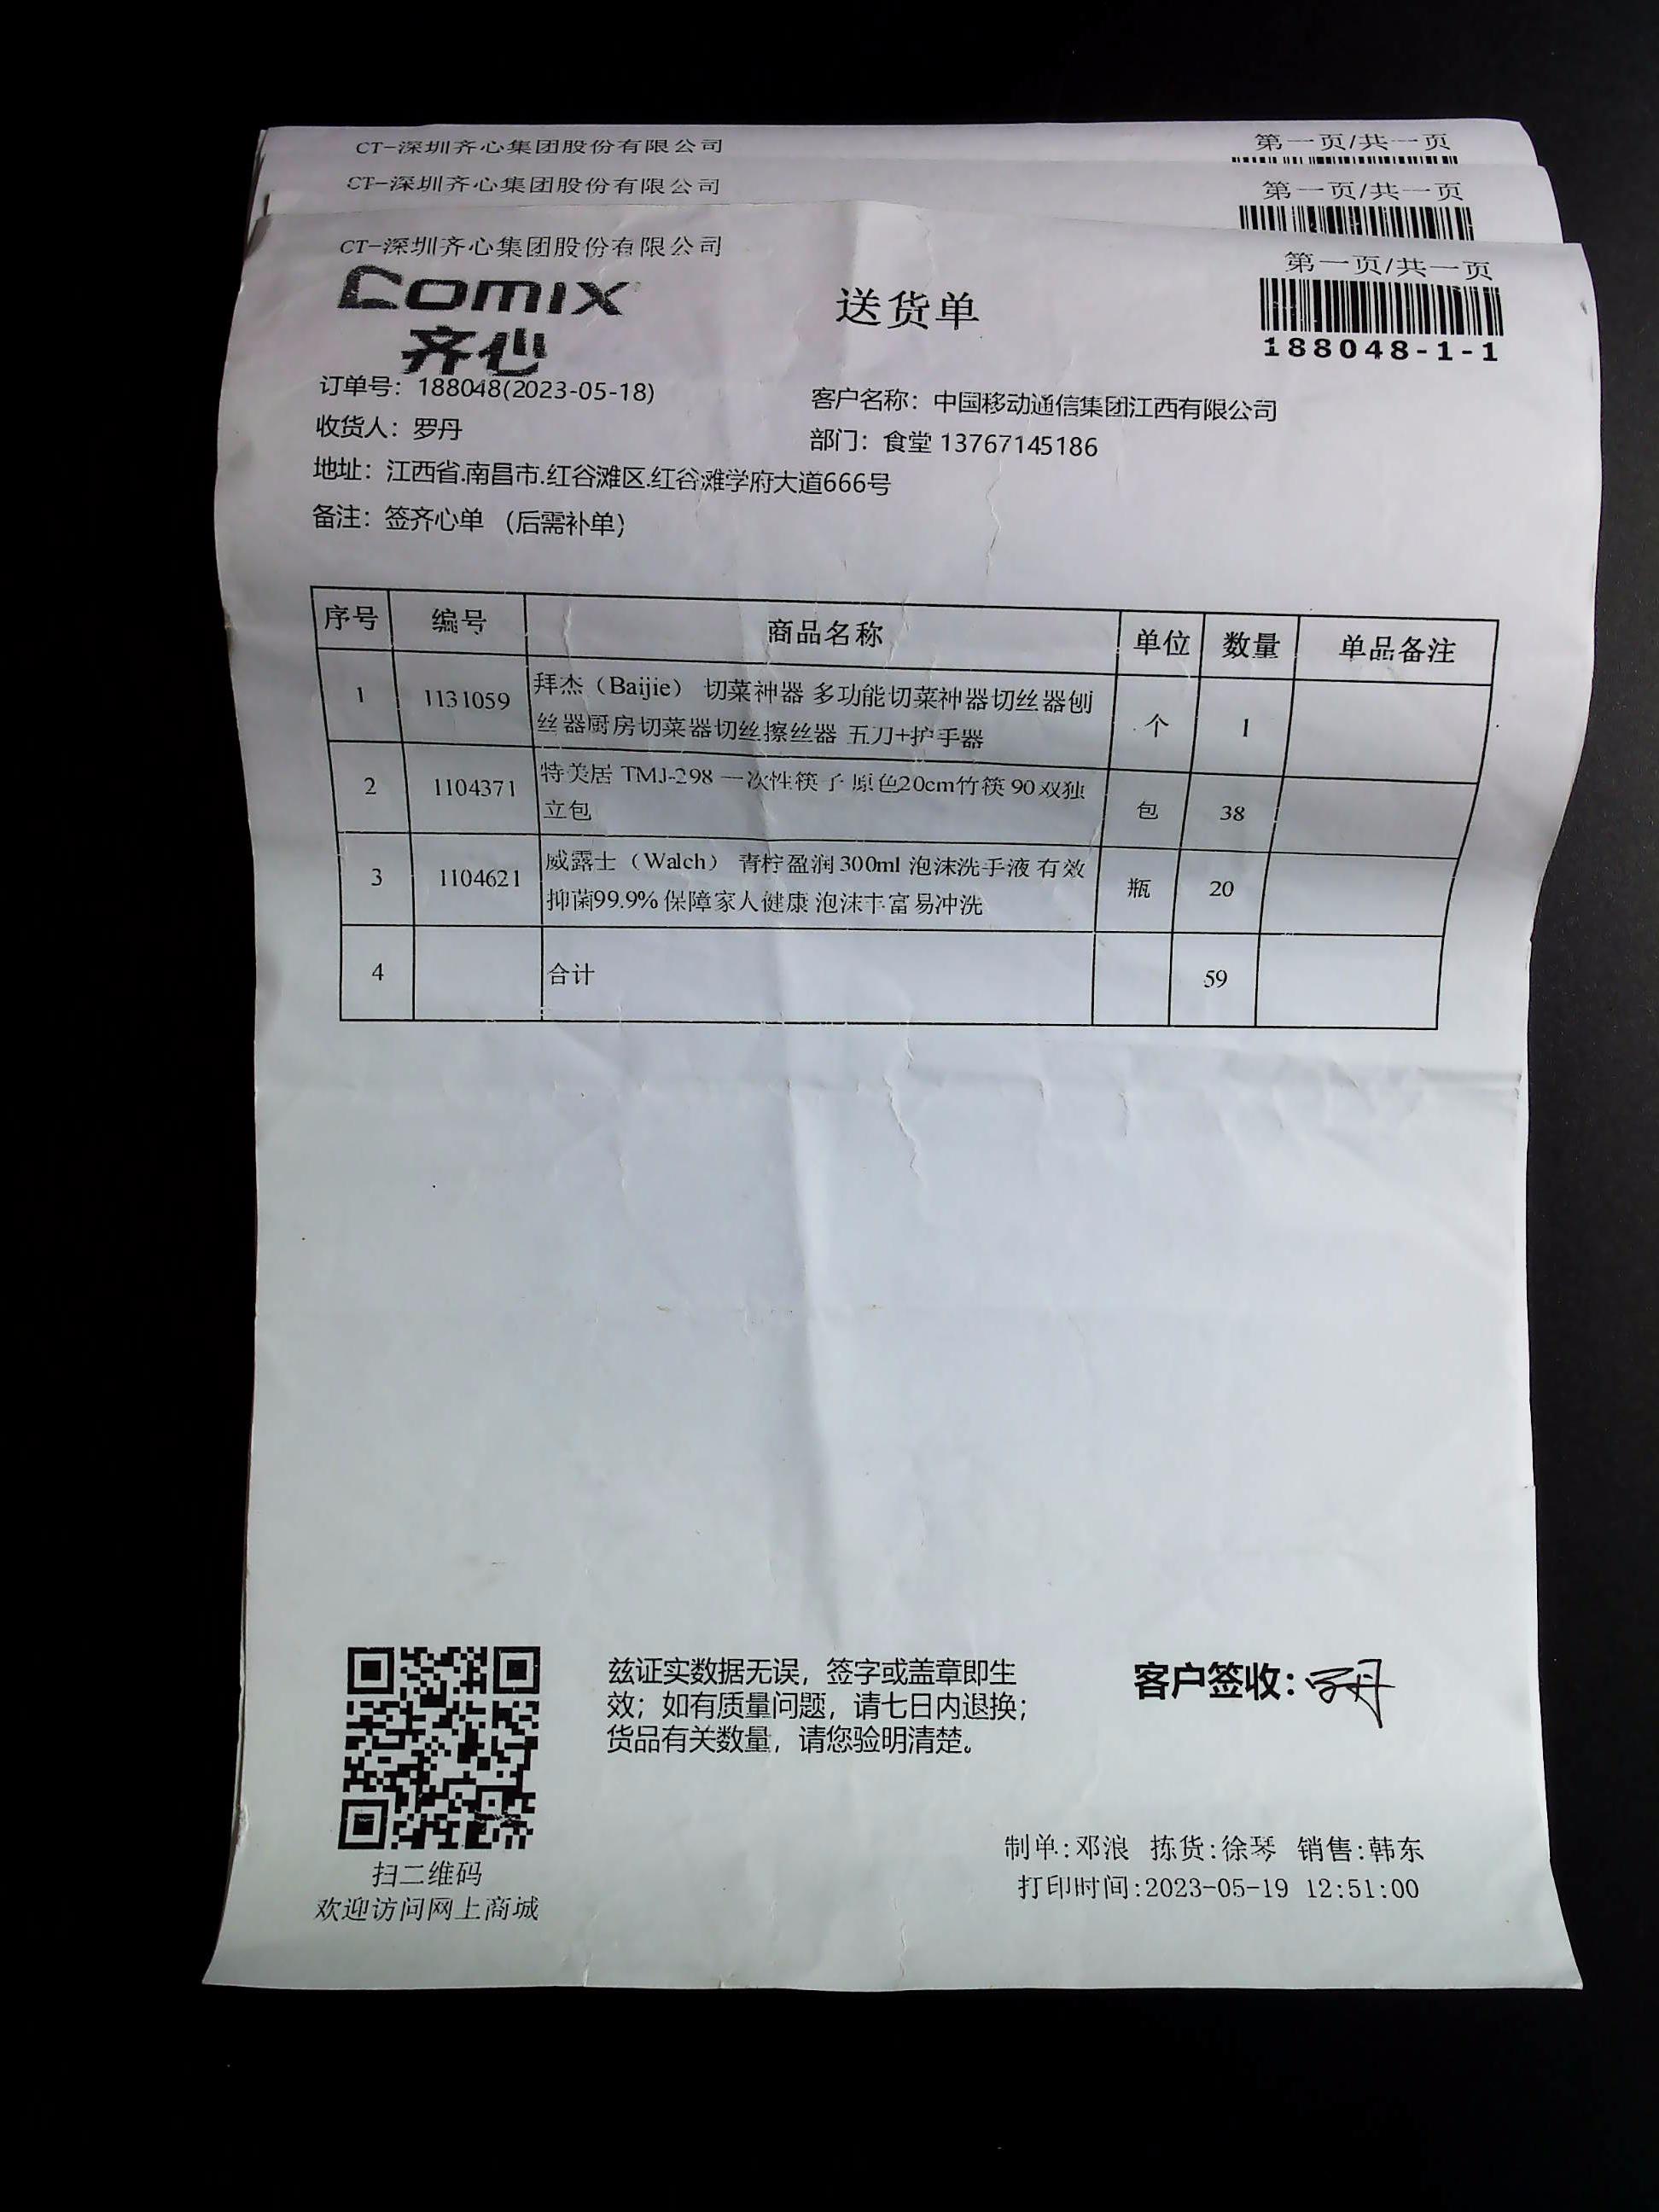 CT-深圳齐心集团股份有限公司
第一页/共一页
CT-深圳齐心集团股份有限公司
第一页/共一页
CT-深圳齐心集团股份有限公司
第一页/共一页
comix
齐心
送货单
188048-1-1
订单号：188048(2023-05-18)
客户名称：中国移动通信集团江西有限公司
收货人：罗丹
部门：食堂 13767145186
地址：江西省.南昌市.红谷滩区.红谷滩学府大道666号
备注：签齐心单 （后需补单）
序号 编号 商品名称 单位 数量 单品备注
1 1131059 拜杰（Baijie） 切菜神器 多功能切菜神器切丝器刨 个 1
丝器厨房切菜器切丝擦丝器 五刀+护手器
2 1104371 特美居 TMJ-298 一次性筷子 原色20cm竹筷 90双独 包 38
立包
3 1104621 威露士（Walch） 青柠盈润 300ml 泡沫洗手液 有效 瓶 20
抑菌99.9% 保障家人健康 泡沫丰富易冲洗
4 合计 59
兹证实数据无误，签字或盖章即生
效；如有质量问题，请七日内退换；
货品有关数量，请您验明清楚。
客户签收：罗丹
扫二维码
欢迎访问网上商城
制单:邓浪 拣货:徐琴 销售:韩东
打印时间:2023-05-19 12:51:00